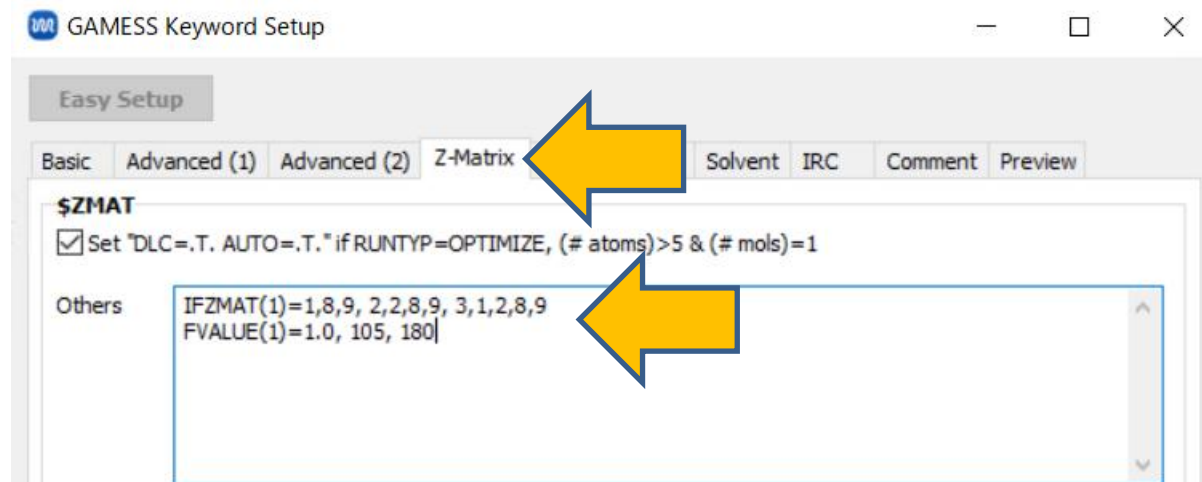 GAMESS Keyword Setup
Easy Setup
Basic Advanced (1) Advanced (2) Z-Matrix Solvent IRC Comment Preview
$ZMAT
Set "DLC=.T. AUTO=.T." if RUNTYP=OPTIMIZE, (# atoms)>5 & (# mols)=1
Others
IFZMAT(1)=1,8,9, 2,2,8,9, 3,1,2,8,9
FVALUE(1)=1.0, 105, 180